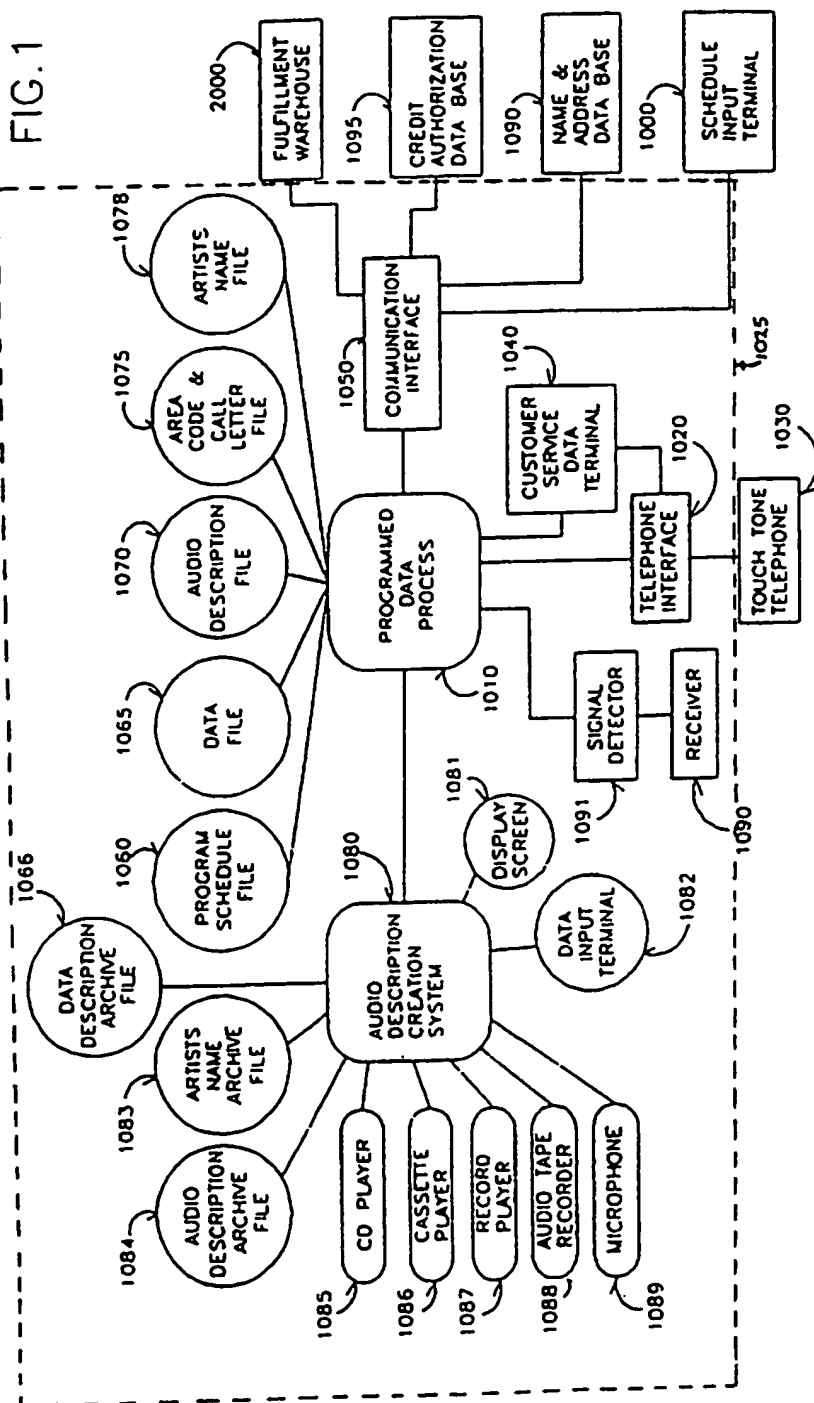 FIG.1
1066
DATA
DESCRIPTION
ARCHIVE
FILE
1083
ARTISTS
NAME
ARCHIVE
FILE
1084
AUDIO
DESCRIPTION
ARCHIVE
FILE
1060
PROGRAM
SCHEDULE
FILE
1065
DATA
FILE
1070
AUDIO
DESCRIPTION
FILE
1075
AREA
CODE &
CALL
LETTER
FILE
1078
ARTISTS
NAME
FILE
2000
FULFILLMENT
WAREHOUSE
1095
CREDIT
AUTHORIZATION
DATA BASE
1090
NAME &
ADDRESS
DATA BASE
1000
SCHEDULE
INPUT
TERMINAL
1080
AUDIO
DESCRIPTION
CREATION
SYSTEM
PROGRAMMED
DATA
PROCESS
1010
1050
COMMUNICATION
INTERFACE
1085
CD PLAYER
1086
CASSETTE
PLAYER
1087
RECORD
PLAYER
1088
AUDIO TAPE
RECORDER
1089
MICROPHONE
1081
DISPLAY
SCREEN
DATA
INPUT
TERMINAL
1082
1091
SIGNAL
DETECTOR
RECEIVER
1090
1040
CUSTOMER
SERVICE
DATA
TERMINAL
TELEPHONE
INTERFACE
1020
1025
TOUCH TONE
TELEPHONE
1030